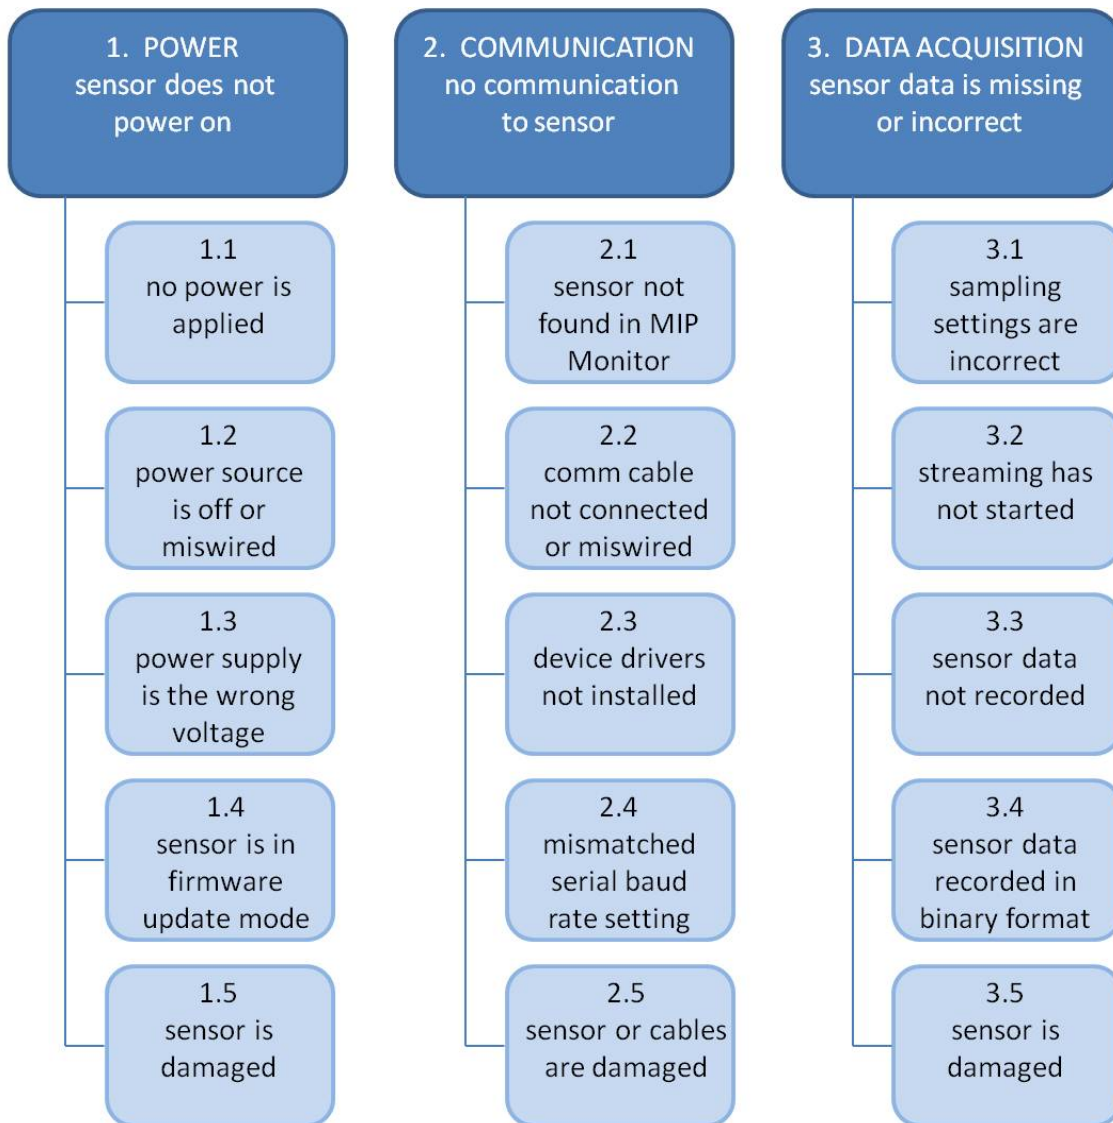 1. POWER
sensor does not
power on
1.1
no power is
applied
1.2
power source
is off or
miswired
1.3
power supply
is the wrong
voltage
1.4
sensor is in
firmware
update mode
1.5
sensor is
damaged
2. COMMUNICATION
no communication
to sensor
2.1
sensor not
found in MIP
Monitor
2.2
comm cable
not connected
or miswired
2.3
device drivers
not installed
2.4
mismatched
serial baud
rate setting
2.5
sensor or cables
are damaged
3. DATA ACQUISITION
sensor data is missing
or incorrect
3.1
sampling
settings are
incorrect
3.2
streaming has
not started
3.3
sensor data
not recorded
3.4
sensor data
recorded in
binary format
3.5
sensor is
damaged